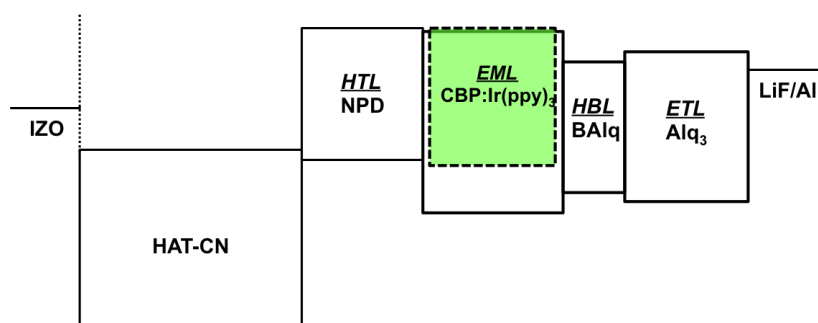 IZO
HAT-CN
HTL
NPD
EML
CBP:Ir(ppy)₃
HBL
BAlq
ETL
Alq₃
LiF/Al